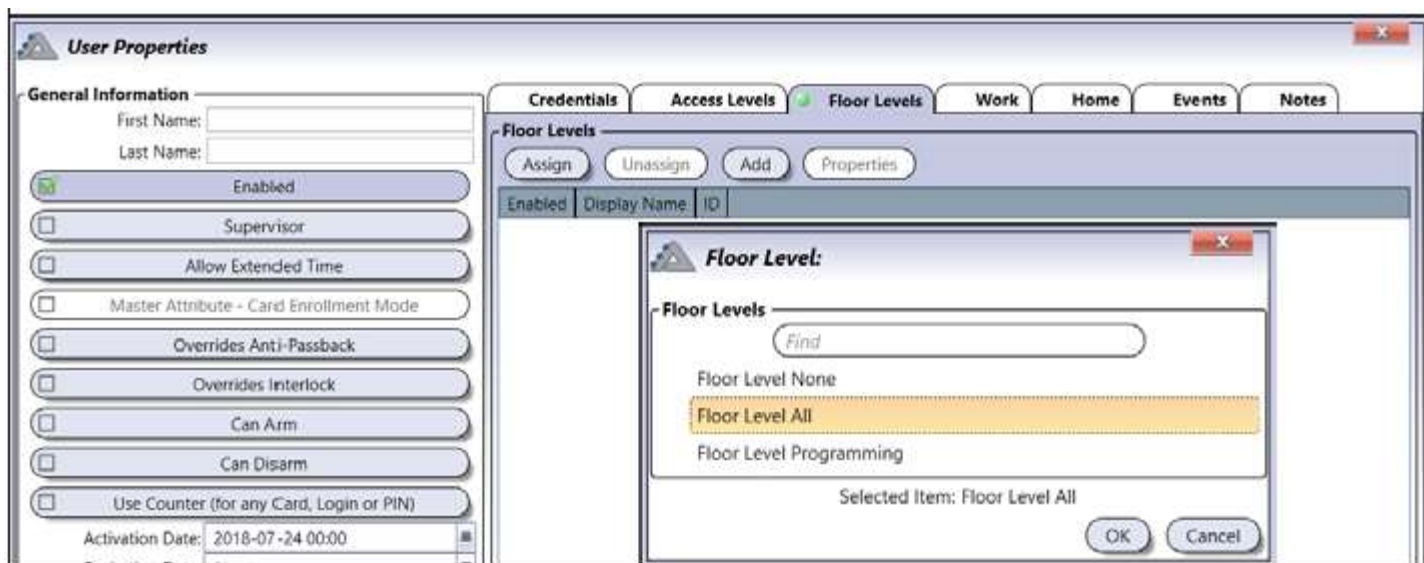 User Properties
General Information
First Name:
Last Name:
Enabled
Supervisor
Allow Extended Time
Master Attribute - Card Enrollment Mode
Overrides Anti-Passback
Overrides Interlock
Can Arm
Can Disarm
Use Counter (for any Card, Login or PIN)
Activation Date: 2018-07-24 00:00
Credentials Access Levels Floor Levels Work Home Events Notes
Floor Levels
Assign Unassign Add Properties
Enabled Display Name ID
Floor Level:
Floor Levels
Find
Floor Level None
Floor Level All
Floor Level Programming
Selected Item: Floor Level All
OK Cancel